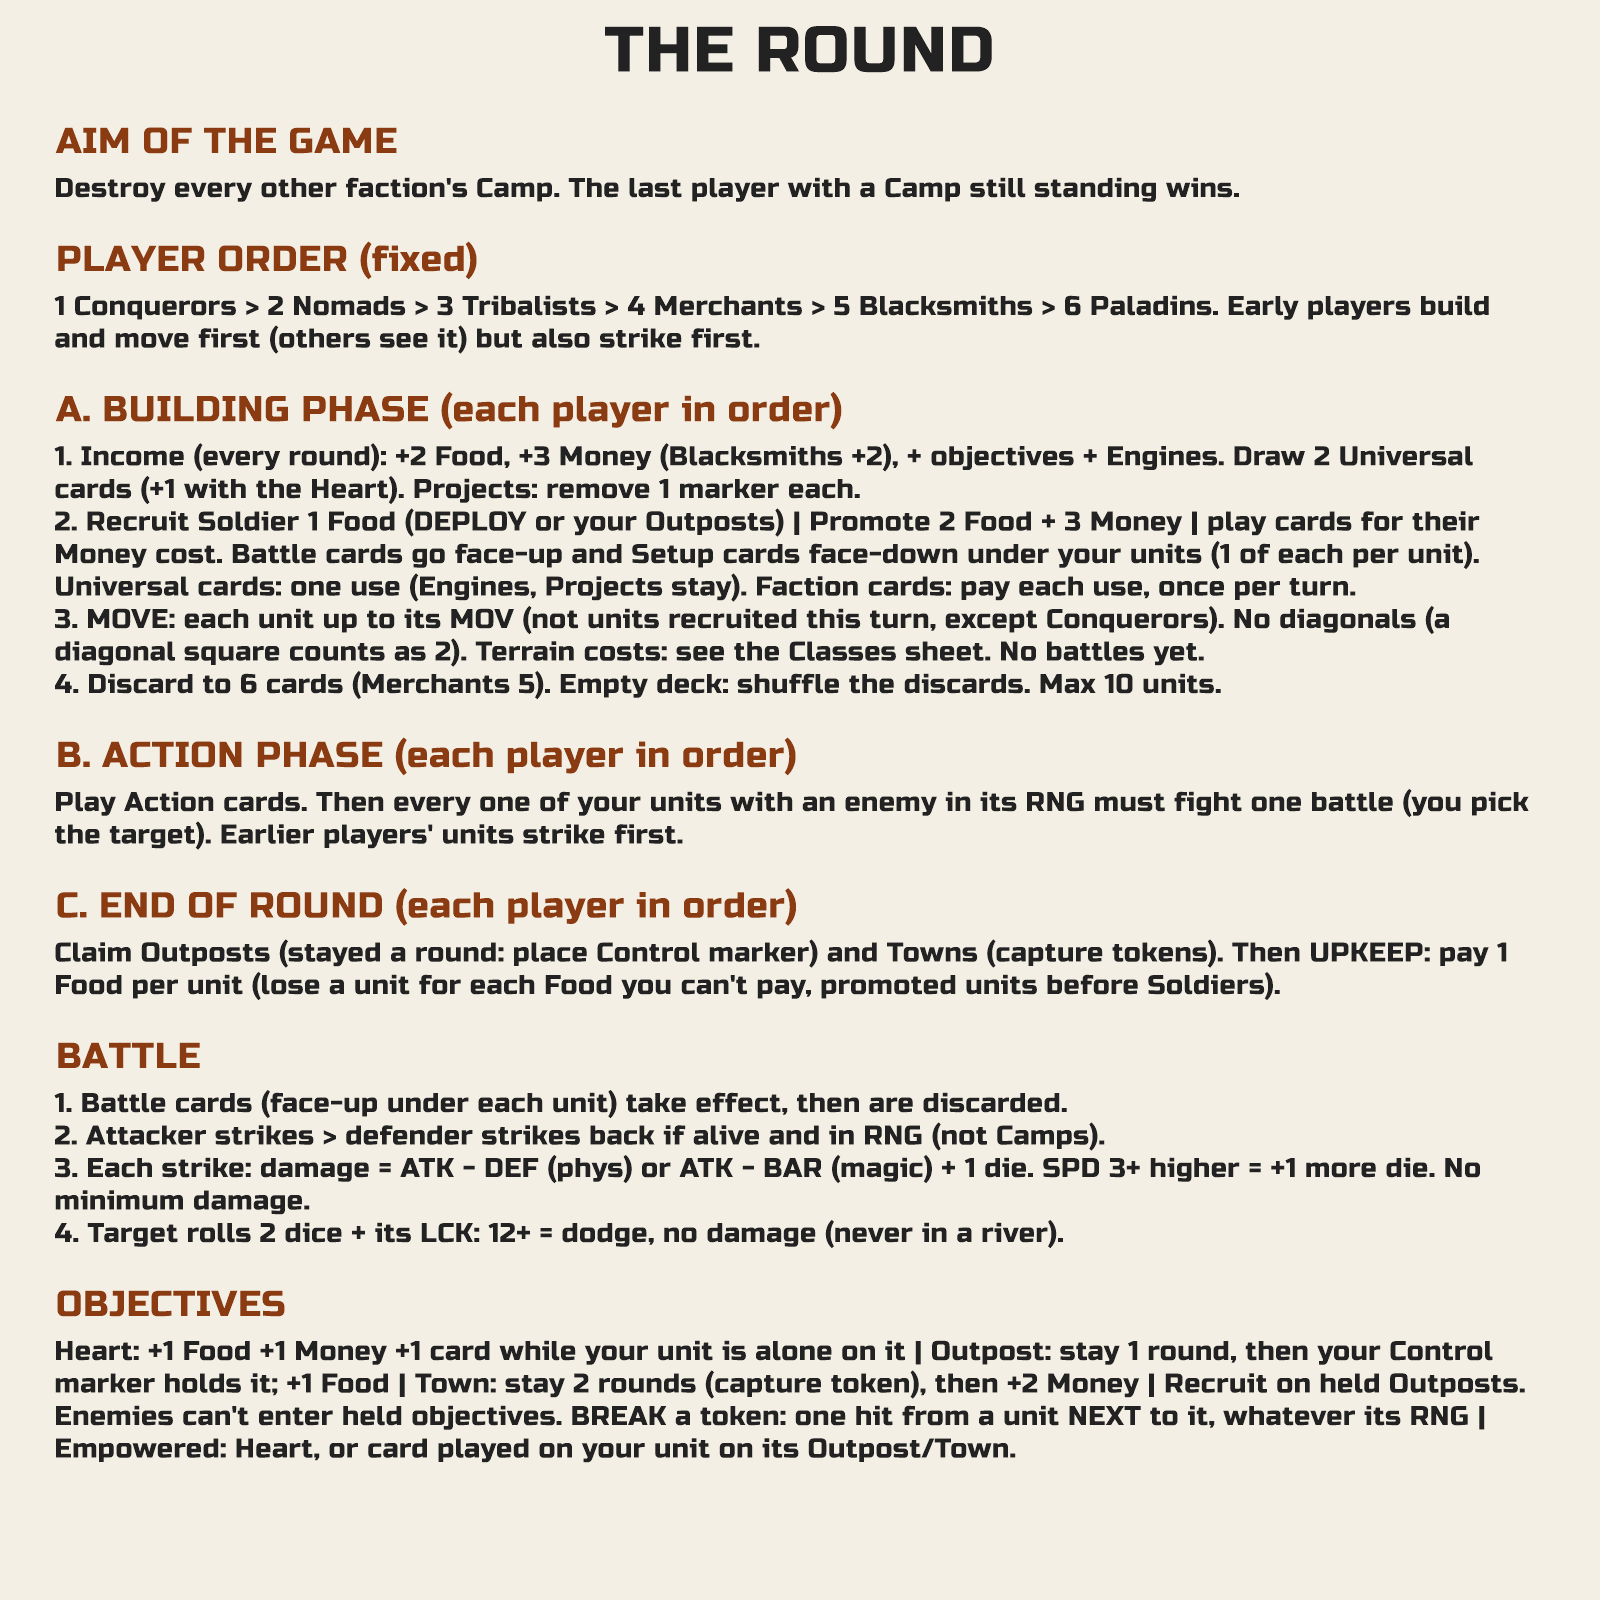 THE ROUND
AIM OF THE GAME
Destroy every other faction's Camp. The last player with a Camp still standing wins.
PLAYER ORDER (fixed)
1 Conquerors > 2 Nomads > 3 Tribalists > 4 Merchants > 5 Blacksmiths > 6 Paladins. Early players build
and move first (others see it) but also strike first.
A. BUILDING PHASE (each player in order)
1. Income (every round): +2 Food, +3 Money (Blacksmiths +2), + objectives + Engines. Draw 2 Universal
cards (+1 with the Heart). Projects: remove 1 marker each.
2. Recruit Soldier 1 Food (DEPLOY or your Outposts) | Promote 2 Food + 3 Money | play cards for their
Money cost. Battle cards go face-up and Setup cards face-down under your units (1 of each per unit).
Universal cards: one use (Engines, Projects stay). Faction cards: pay each use, once per turn.
3. MOVE: each unit up to its MOV (not units recruited this turn, except Conquerors). No diagonals (a
diagonal square counts as 2). Terrain costs: see the Classes sheet. No battles yet.
4. Discard to 6 cards (Merchants 5). Empty deck: shuffle the discards. Max 10 units.
B. ACTION PHASE (each player in order)
Play Action cards. Then every one of your units with an enemy in its RNG must fight one battle (you pick
the target). Earlier players' units strike first.
C. END OF ROUND (each player in order)
Claim Outposts (stayed a round: place Control marker) and Towns (capture tokens). Then UPKEEP: pay 1
Food per unit (lose a unit for each Food you can't pay, promoted units before Soldiers).
BATTLE
1. Battle cards (face-up under each unit) take effect, then are discarded.
2. Attacker strikes > defender strikes back if alive and in RNG (not Camps).
3. Each strike: damage = ATK - DEF (phys) or ATK - BAR (magic) + 1 die. SPD 3+ higher = +1 more die. No
minimum damage.
4. Target rolls 2 dice + its LCK: 12+ = dodge, no damage (never in a river).
OBJECTIVES
Heart: +1 Food +1 Money +1 card while your unit is alone on it | Outpost: stay 1 round, then your Control
marker holds it; +1 Food | Town: stay 2 rounds (capture token), then +2 Money | Recruit on held Outposts.
Enemies can't enter held objectives. BREAK a token: one hit from a unit NEXT to it, whatever its RNG |
Empowered: Heart, or card played on your unit on its Outpost/Town.